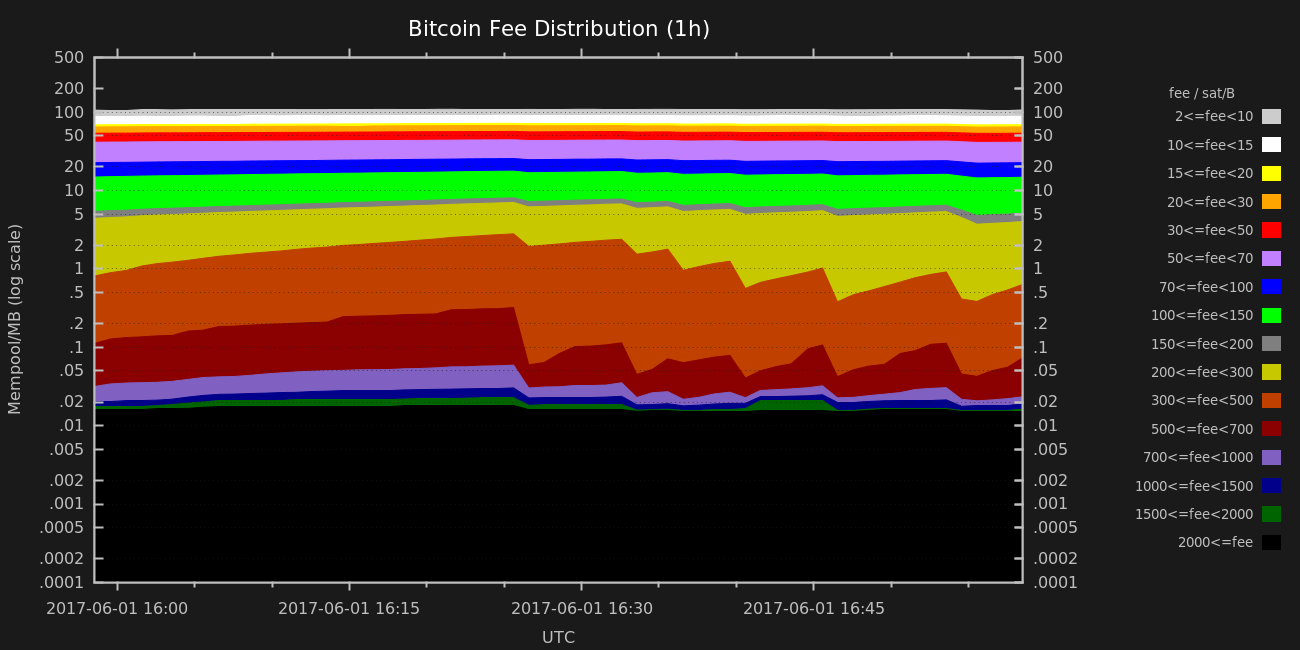 Bitcoin Fee Distribution (1h)
500 500
200 200
100 100
50 50
20 20
10 10
5 5
2 2
1 1
.5 .5
.2 .2
.1 .1
.05 .05
.02 .02
.01 .01
.005 .005
.002 .002
.001 .001
.0005 .0005
.0002 .0002
.0001 .0001
Mempool/MB (log scale)
2017-06-01 16:00 2017-06-01 16:15 2017-06-01 16:30 2017-06-01 16:45
UTC
fee / sat/B
2<=fee<10
10<=fee<15
15<=fee<20
20<=fee<30
30<=fee<50
50<=fee<70
70<=fee<100
100<=fee<150
150<=fee<200
200<=fee<300
300<=fee<500
500<=fee<700
700<=fee<1000
1000<=fee<1500
1500<=fee<2000
2000<=fee